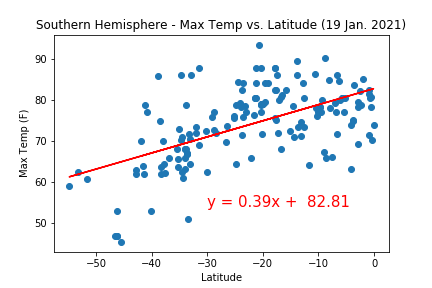 Southern Hemisphere - Max Temp vs. Latitude (19 Jan. 2021)
Max Temp (F)
90
80
70
60
50
y = 0.39x + 82.81
−50
−40
−30
−20
−10
0
Latitude